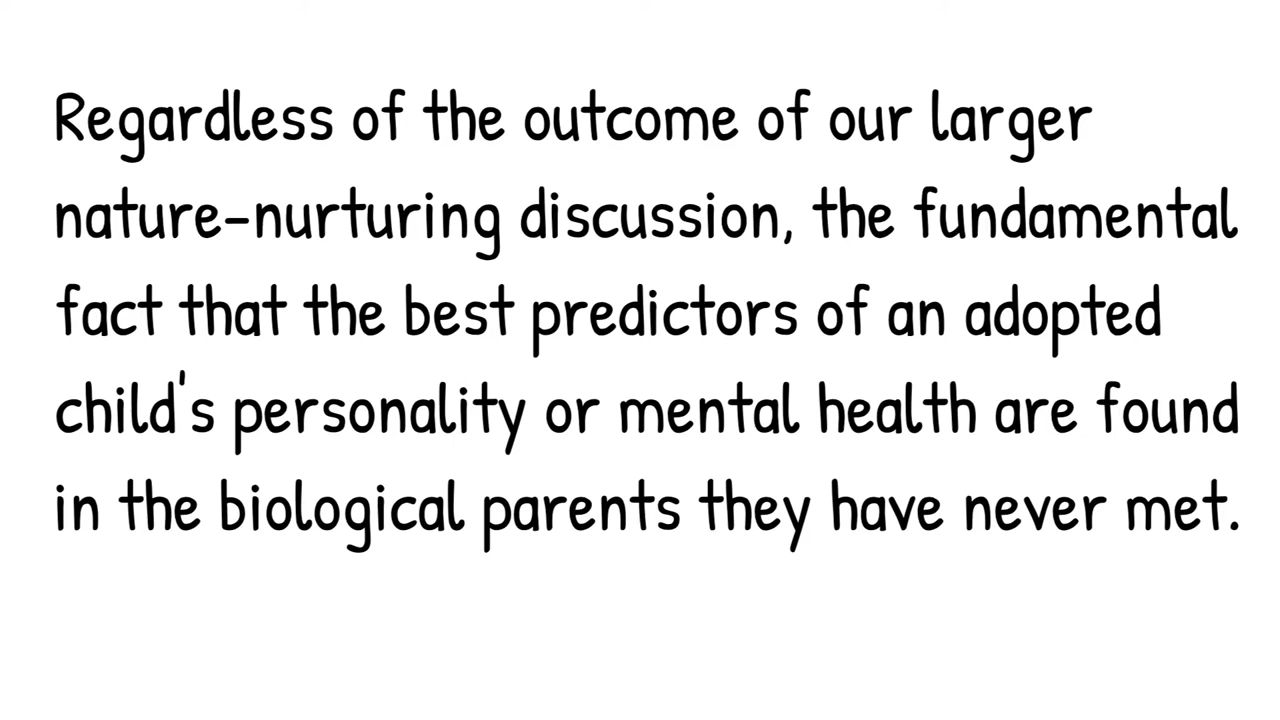 Regardless of the outcome of our larger
nature-nurturing discussion, the fundamental
fact that the best predictors of an adopted
child's personality or mental health are found
in the biological parents they have never met.